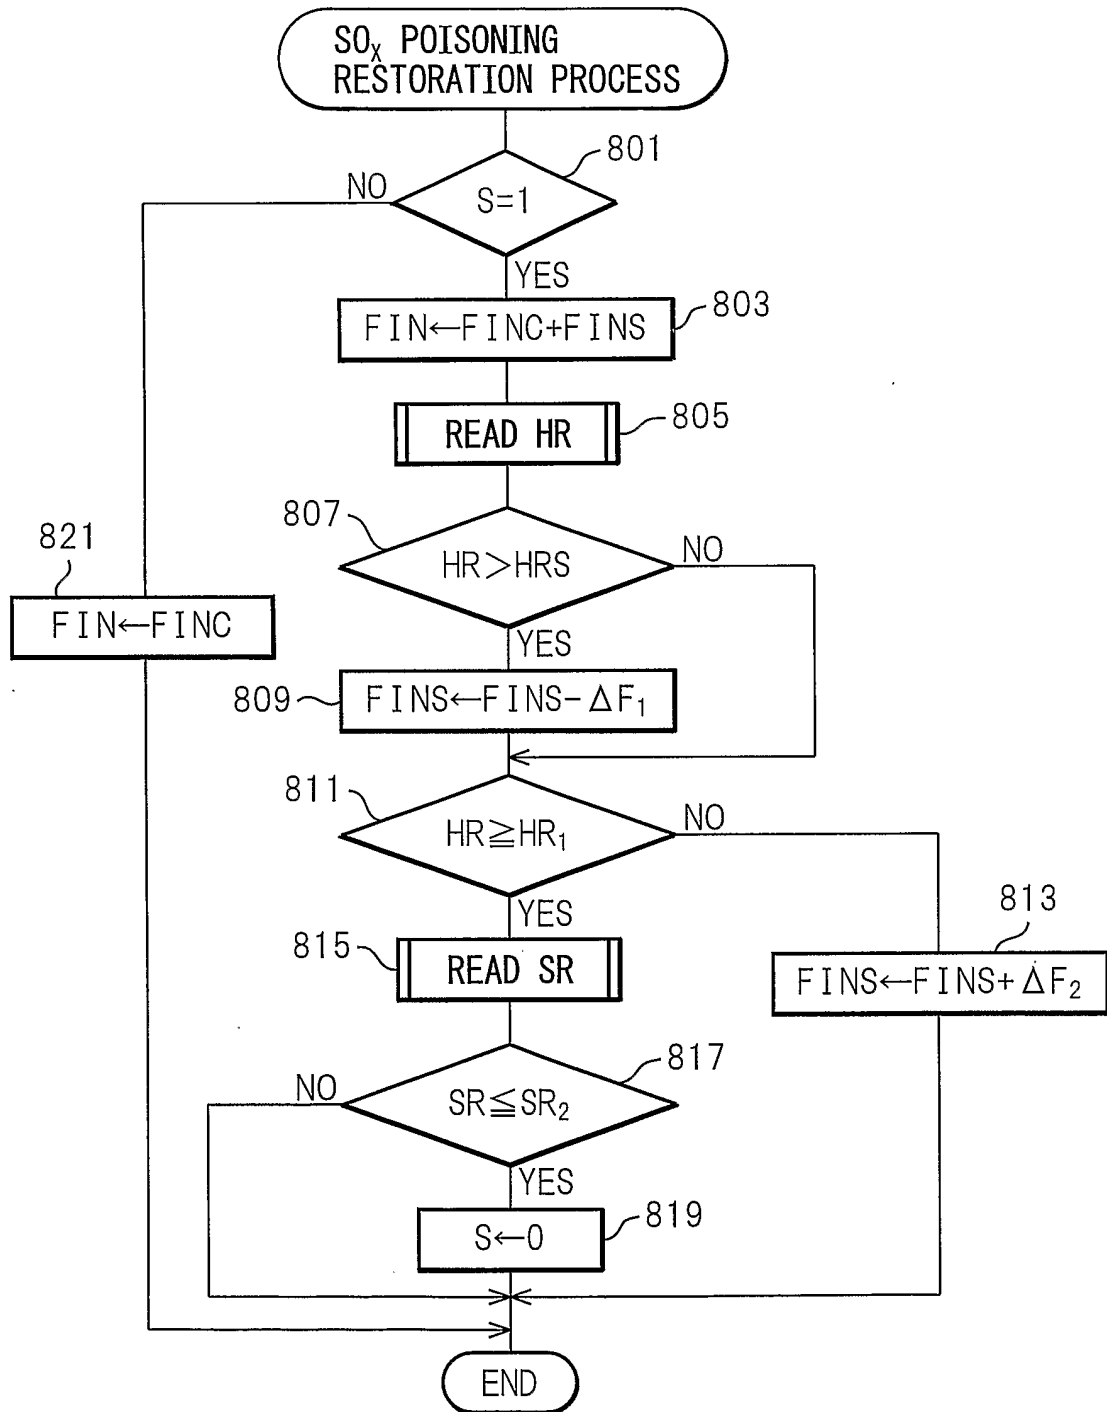 SOX POISONING
RESTORATION PROCESS
801
NO
S=1
YES
803
FIN←FINC+FINS
805
READ HR
807
HR>HRS
NO
821
FIN←FINC
YES
809
FINS←FINS-ΔF1
811
HR≧HR1
NO
YES
813
815
READ SR
FINS←FINS+ΔF2
817
NO
SR≦SR2
YES
819
S←0
END